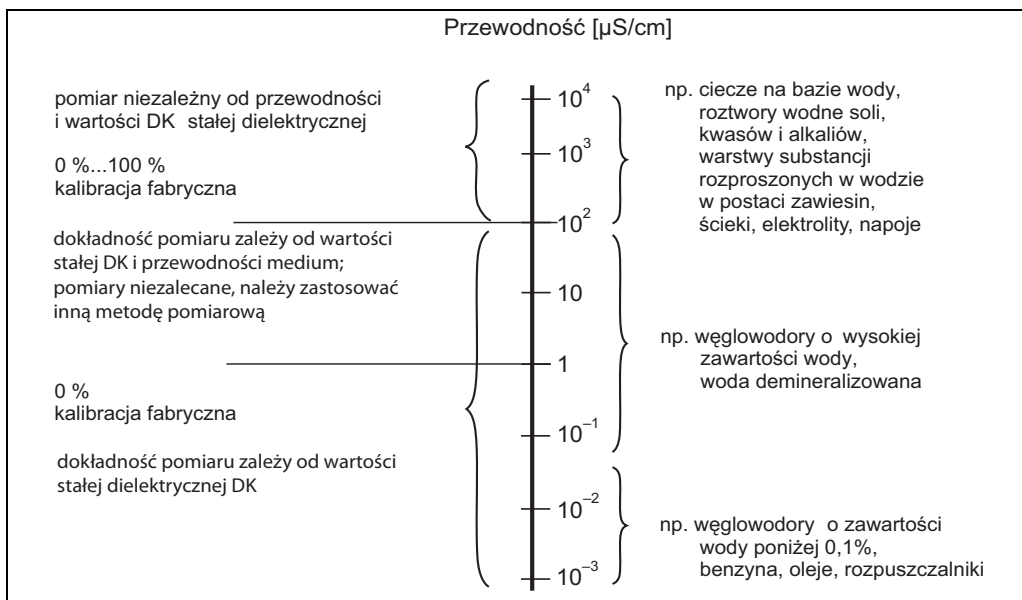 Przewodność [µS/cm]
pomiar niezależny od przewodności
i wartości DK stałej dielektrycznej
0 %...100 %
kalibracja fabryczna
dokładność pomiaru zależy od wartości
stałej DK i przewodności medium;
pomiary niezalecane, należy zastosować
inną metodę pomiarową
0 %
kalibracja fabryczna
dokładność pomiaru zależy od wartości
stałej dielektrycznej DK
10⁴
10³
10²
10
1
10⁻¹
10⁻²
10⁻³
np. ciecze na bazie wody,
roztwory wodne soli,
kwasów i alkaliów,
warstwy substancji
rozproszonych w wodzie
w postaci zawiesin,
ścieki, elektrolity, napoje
np. węglowodory o wysokiej
zawartości wody,
woda demineralizowana
np. węglowodory o zawartości
wody poniżej 0,1%,
benzyna, oleje, rozpuszczalniki